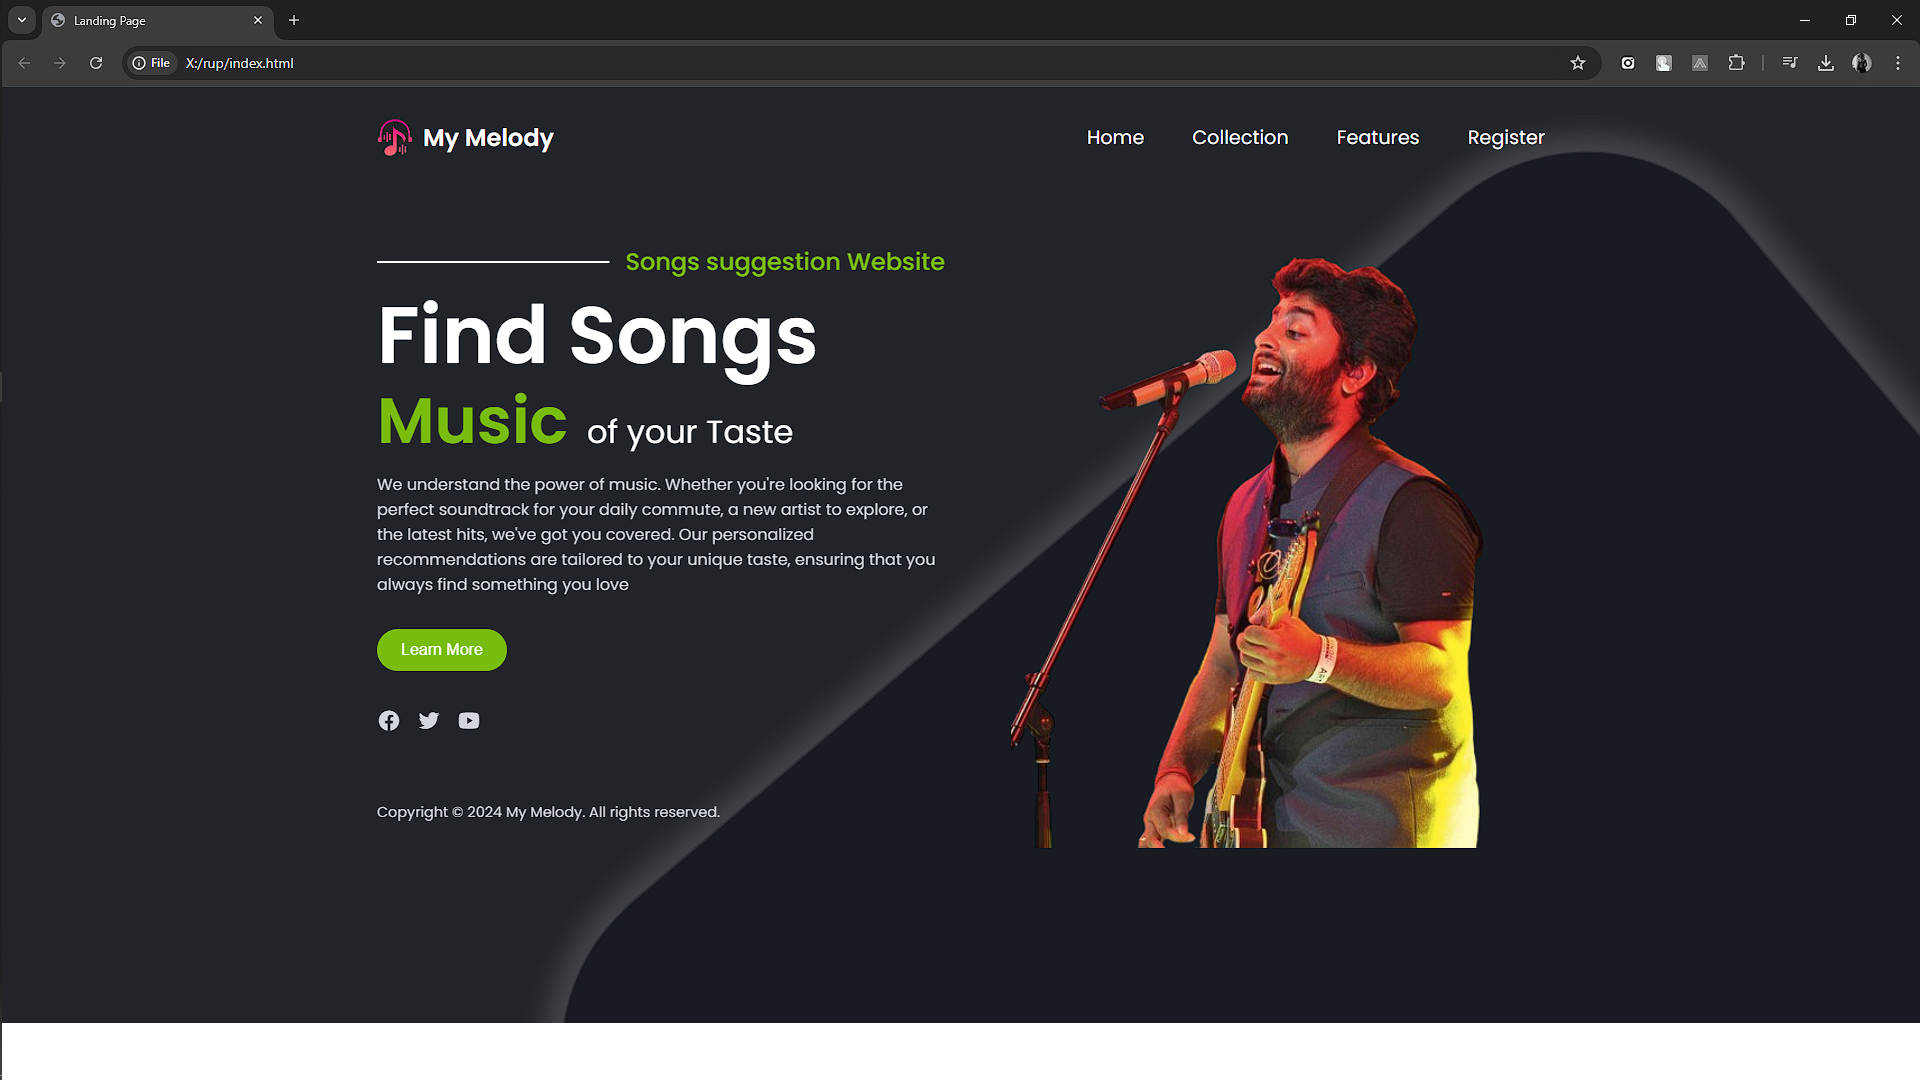 Landing Page
File X:/rup/index.html
My Melody
Home Collection Features Register
Songs suggestion Website
Find Songs
Music of your Taste
We understand the power of music. Whether you're looking for the
perfect soundtrack for your daily commute, a new artist to explore, or
the latest hits, we've got you covered. Our personalized
recommendations are tailored to your unique taste, ensuring that you
always find something you love
Learn More
Copyright © 2024 My Melody. All rights reserved.